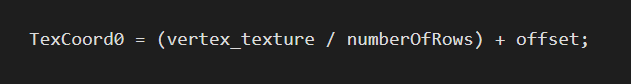 TexCoord0 = (vertex_texture / numberOfRows) + offset;